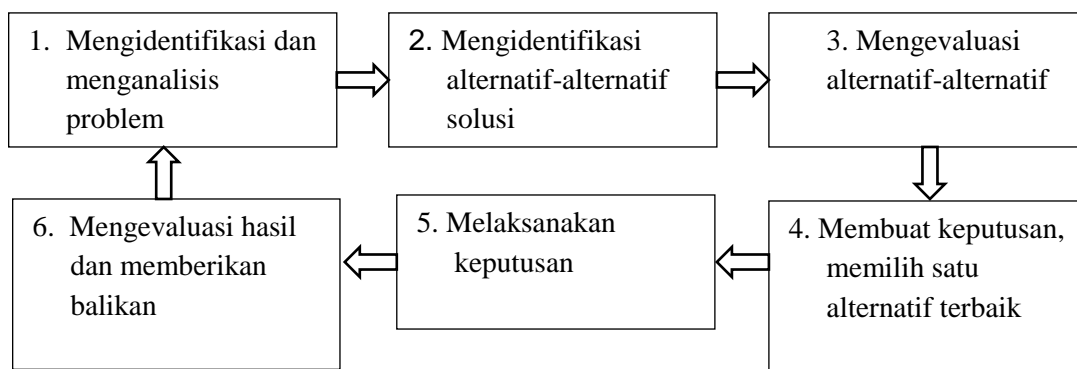 1. Mengidentifikasi dan
menganalisis
problem
2. Mengidentifikasi
alternatif-alternatif
solusi
3. Mengevaluasi
alternatif-alternatif
4. Membuat keputusan,
memilih satu
alternatif terbaik
5. Melaksanakan
keputusan
6. Mengevaluasi hasil
dan memberikan
balikan